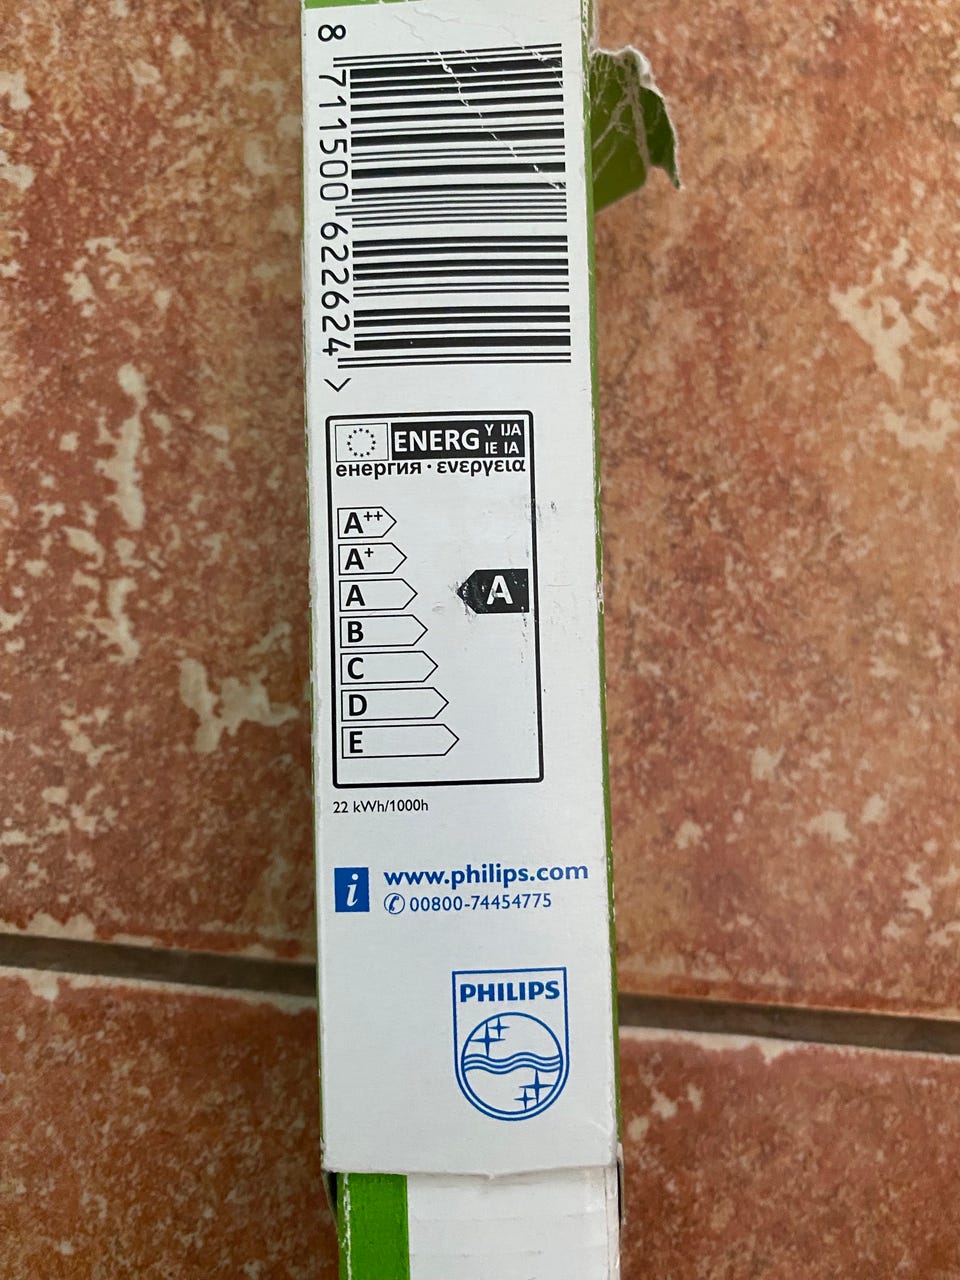 8 711500 622624 >
ENERG Y IJA
IE IA
енергия · ενεργεια
A++
A+
A
A
B
C
D
E
22 kWh/1000h
i www.philips.com
✆ 00800-74454775
PHILIPS